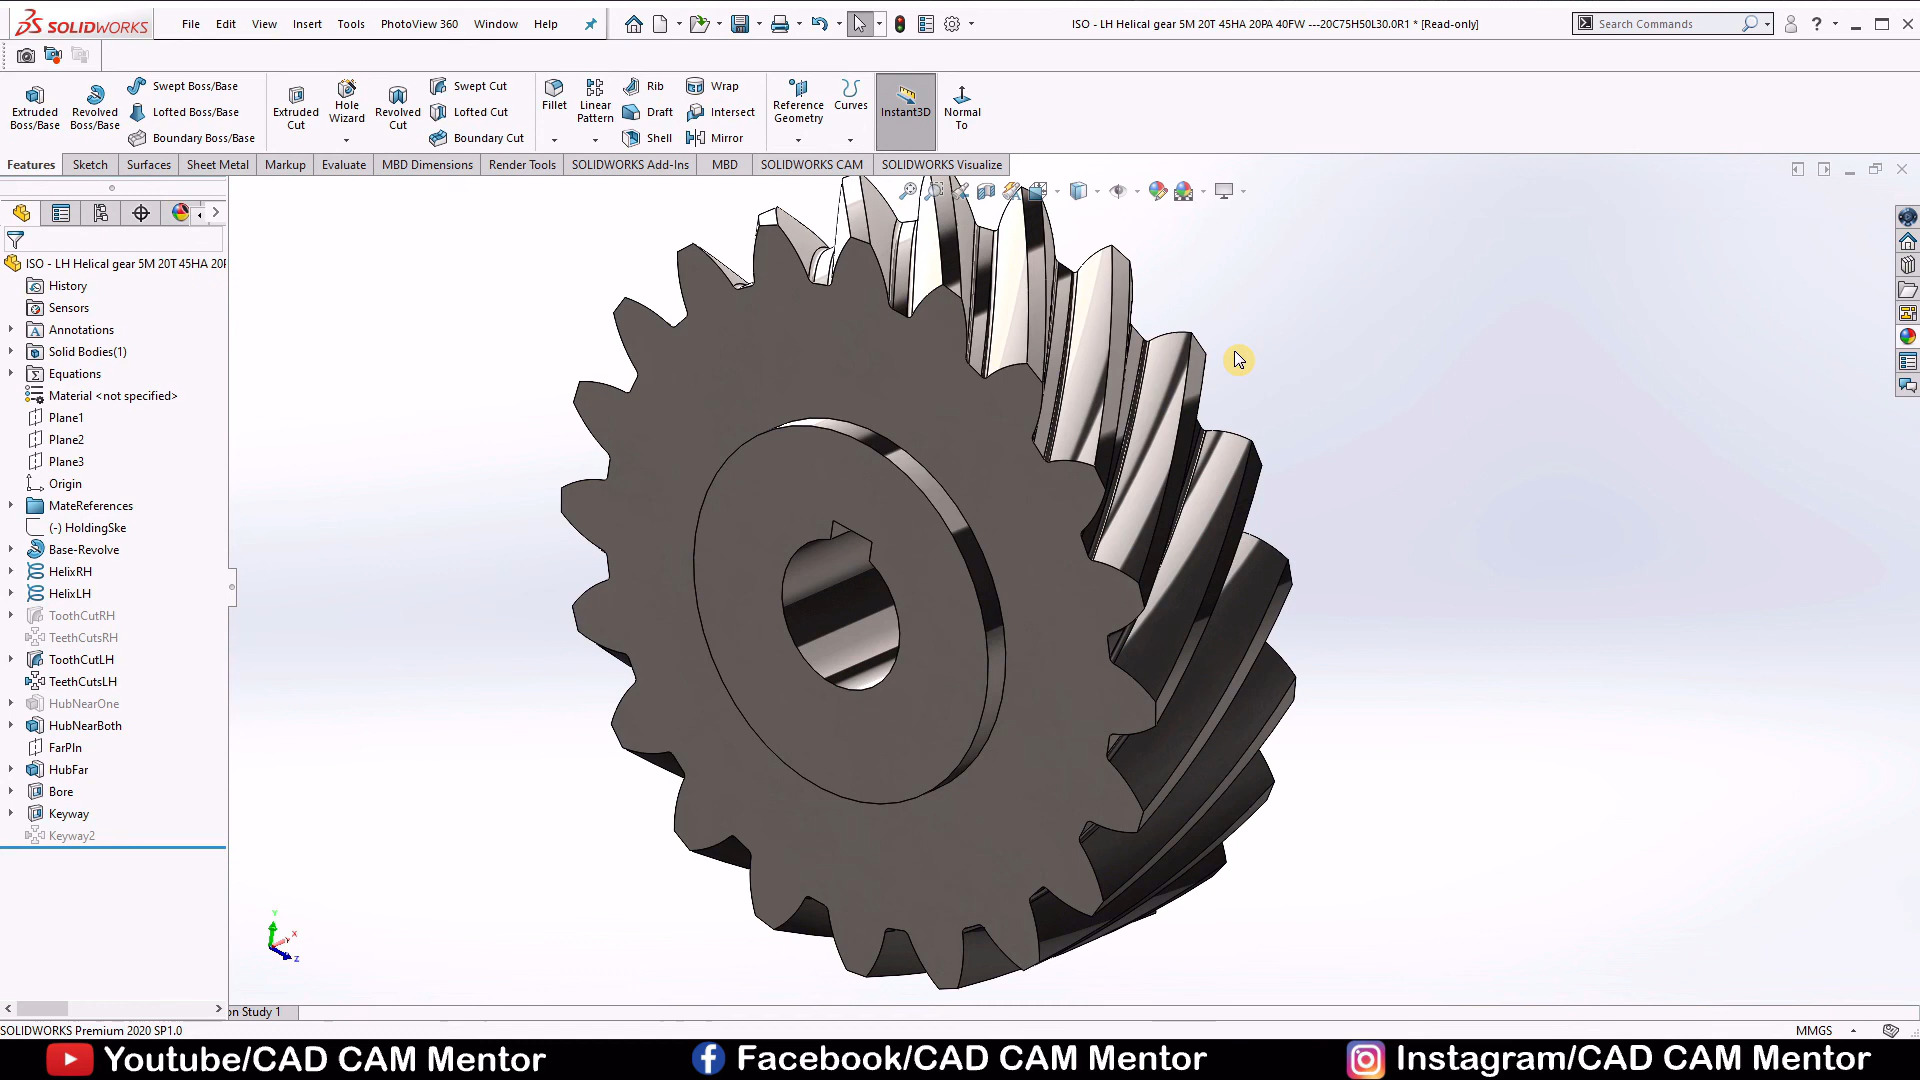 SOLIDWORKS File Edit View Insert Tools PhotoView 360 Window Help ISO - LH Helical gear 5M 20T 45HA 20PA 40FW ---20C75H50L30.0R1 * [Read-only] Search Commands
Extruded Boss/Base
Revolved Boss/Base
Swept Boss/Base
Lofted Boss/Base
Boundary Boss/Base
Extruded Cut
Hole Wizard
Revolved Cut
Swept Cut
Lofted Cut
Boundary Cut
Fillet
Linear Pattern
Rib
Draft
Shell
Wrap
Intersect
Mirror
Reference Geometry
Curves
Instant3D
Normal To
Features Sketch Surfaces Sheet Metal Markup Evaluate MBD Dimensions Render Tools SOLIDWORKS Add-Ins MBD SOLIDWORKS CAM SOLIDWORKS Visualize
ISO - LH Helical gear 5M 20T 45HA 20P
History
Sensors
Annotations
Solid Bodies(1)
Equations
Material <not specified>
Plane1
Plane2
Plane3
Origin
MateReferences
(-) HoldingSke
Base-Revolve
HelixRH
HelixLH
ToothCutRH
TeethCutsRH
ToothCutLH
TeethCutsLH
HubNearOne
HubNearBoth
FarPln
HubFar
Bore
Keyway
Keyway2
Y
X
Z
on Study 1
SOLIDWORKS Premium 2020 SP1.0 MMGS
Youtube/CAD CAM Mentor Facebook/CAD CAM Mentor Instagram/CAD CAM Mentor